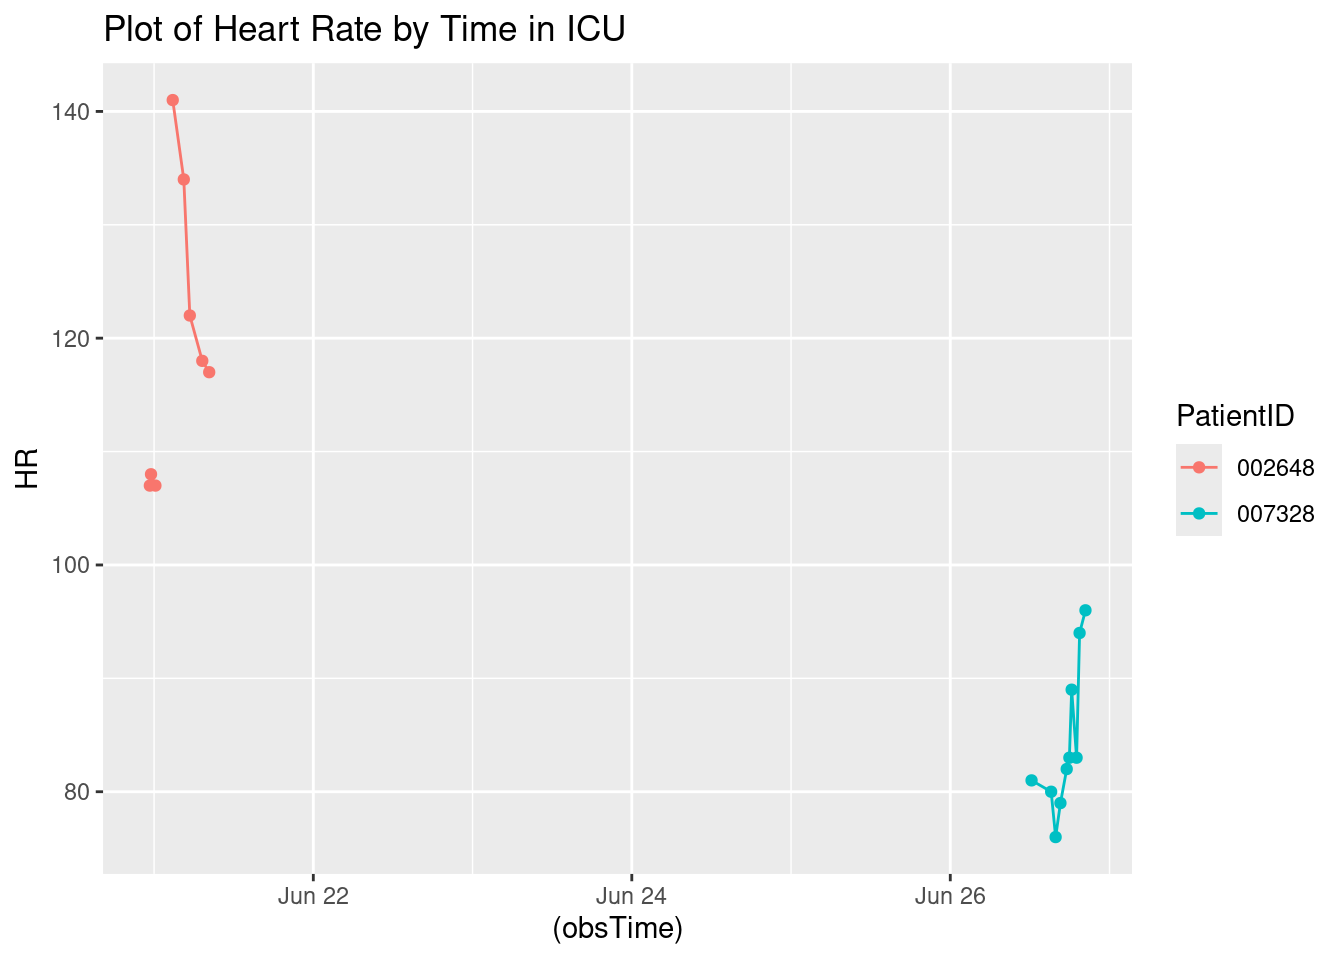 Plot of Heart Rate by Time in ICU
140
120
100
80
HR
Jun 22
Jun 24
Jun 26
(obsTime)
PatientID
002648
007328